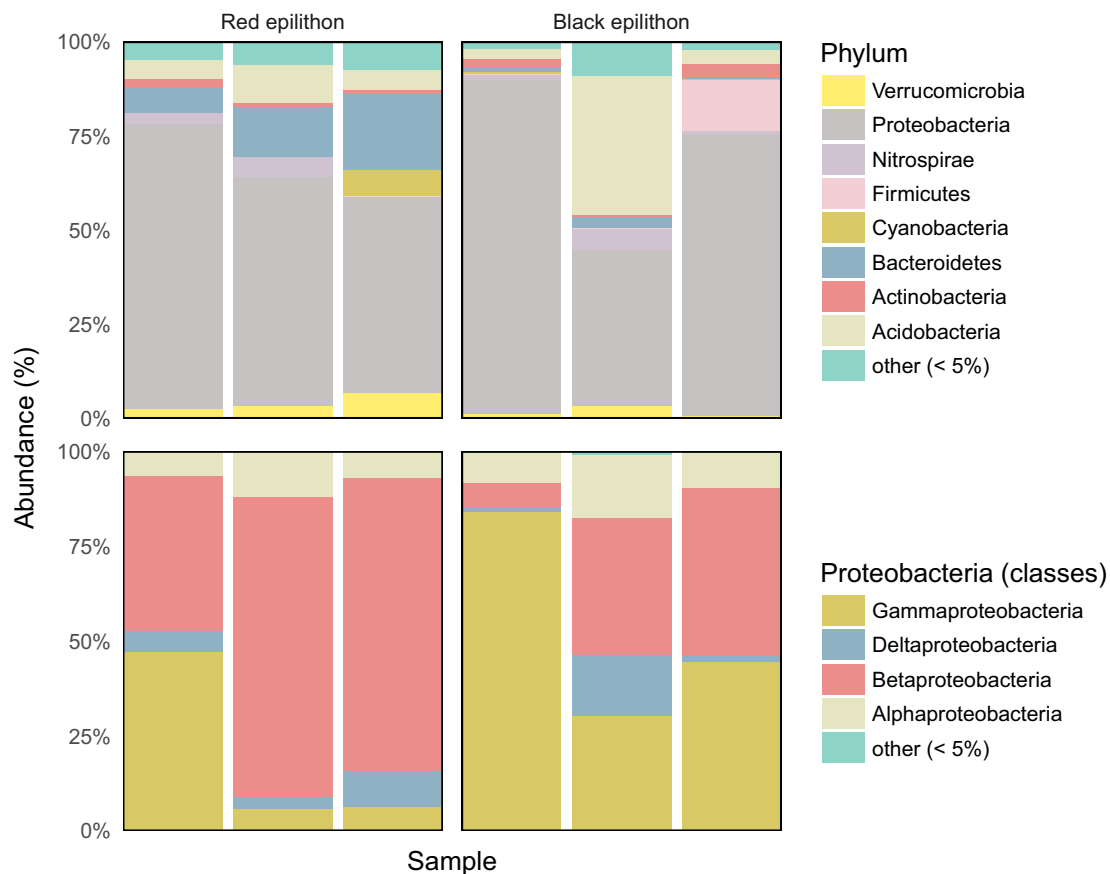 Red epilithon
Black epilithon
100%
75%
50%
25%
0%
100%
75%
50%
25%
0%
Abundance (%)
Sample
Phylum
Verrucomicrobia
Proteobacteria
Nitrospirae
Firmicutes
Cyanobacteria
Bacteroidetes
Actinobacteria
Acidobacteria
other (< 5%)
Proteobacteria (classes)
Gammaproteobacteria
Deltaproteobacteria
Betaproteobacteria
Alphaproteobacteria
other (< 5%)